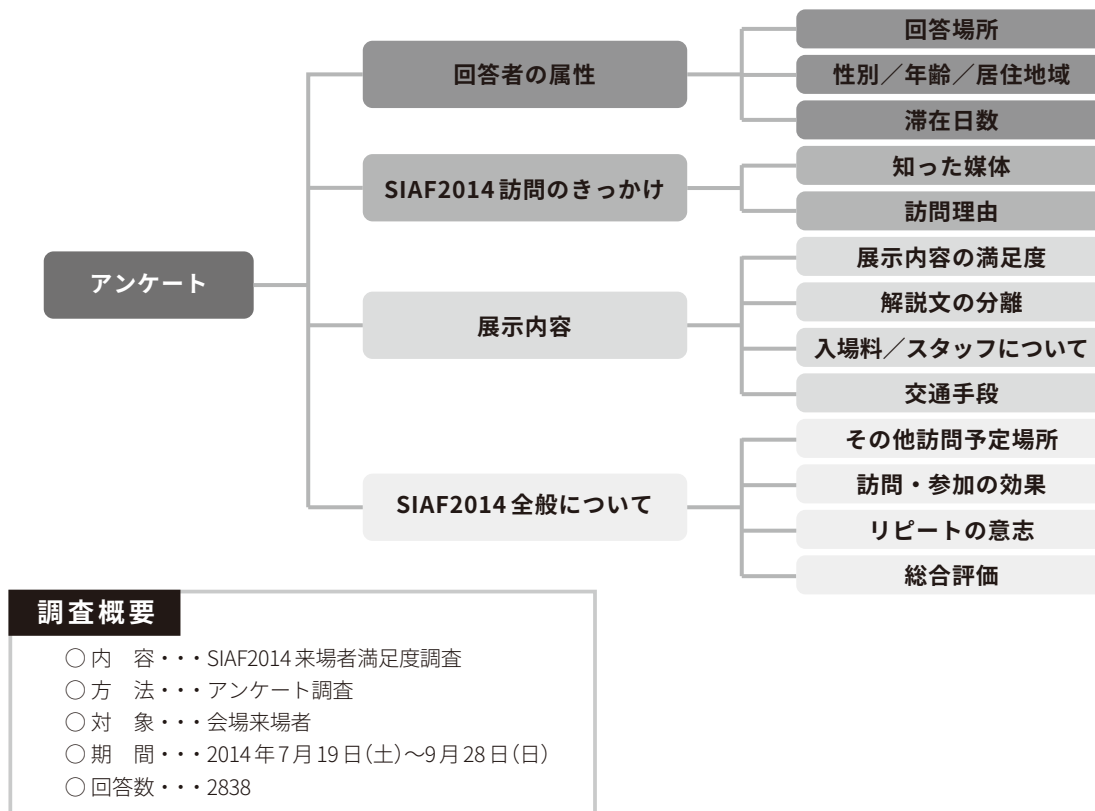 アンケート
回答者の属性
回答場所
性別／年齢／居住地域
滞在日数
SIAF2014 訪問のきっかけ
知った媒体
訪問理由
展示内容
展示内容の満足度
解説文の分離
入場料／スタッフについて
交通手段
SIAF2014 全般について
その他訪問予定場所
訪問・参加の効果
リピートの意志
総合評価
調査概要
○ 内　容・・・SIAF2014 来場者満足度調査
○ 方　法・・・アンケート調査
○ 対　象・・・会場来場者
○ 期　間・・・2014 年 7 月 19 日（土）～9 月 28 日（日）
○ 回答数・・・2838